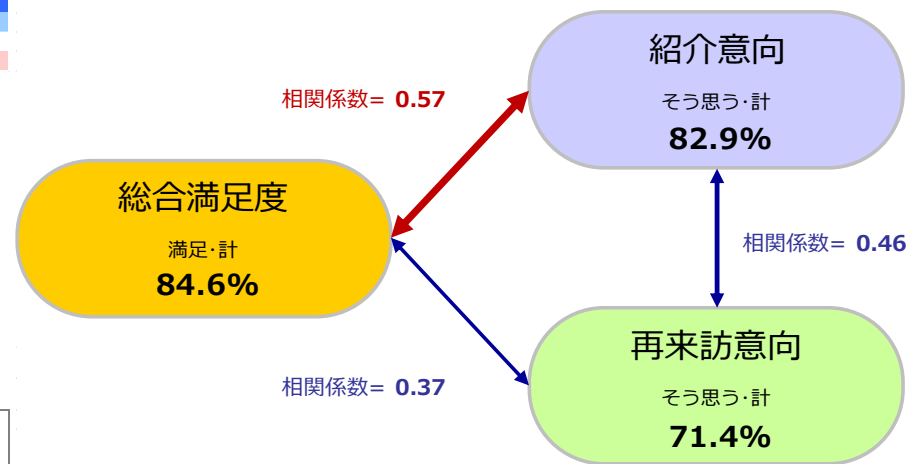 紹介意向
そう思う･計
82.9%
相関係数= 0.57
総合満足度
満足･計
84.6%
相関係数= 0.46
再来訪意向
そう思う･計
71.4%
相関係数= 0.37